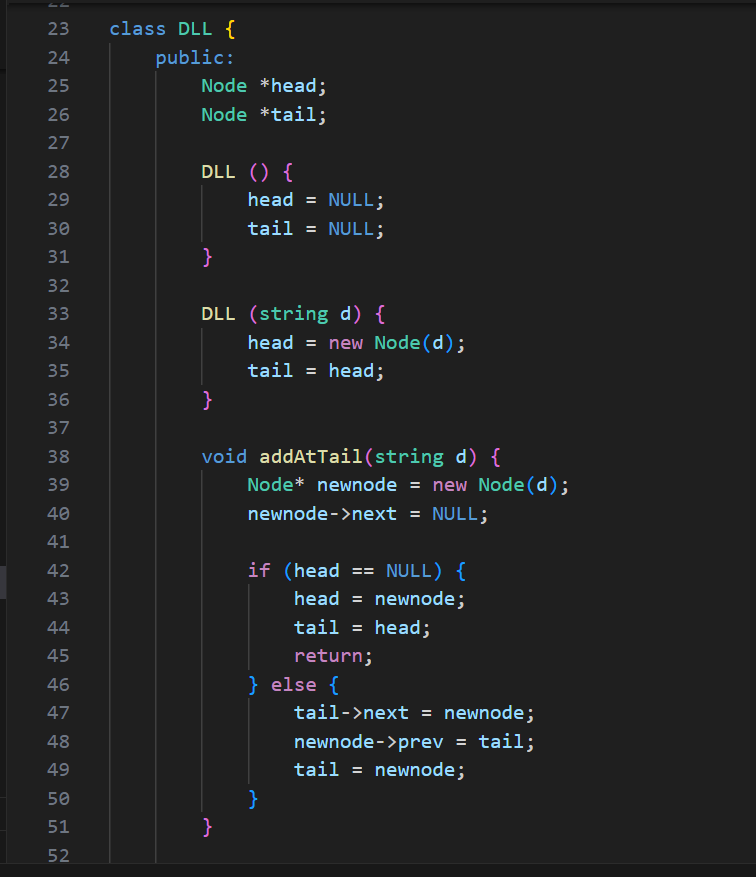 23 class DLL {
24     public:
25         Node *head;
26         Node *tail;
27
28         DLL () {
29             head = NULL;
30             tail = NULL;
31         }
32
33         DLL (string d) {
34             head = new Node(d);
35             tail = head;
36         }
37
38         void addAtTail(string d) {
39             Node* newnode = new Node(d);
40             newnode->next = NULL;
41
42             if (head == NULL) {
43                 head = newnode;
44                 tail = head;
45                 return;
46             } else {
47                 tail->next = newnode;
48                 newnode->prev = tail;
49                 tail = newnode;
50             }
51         }
52